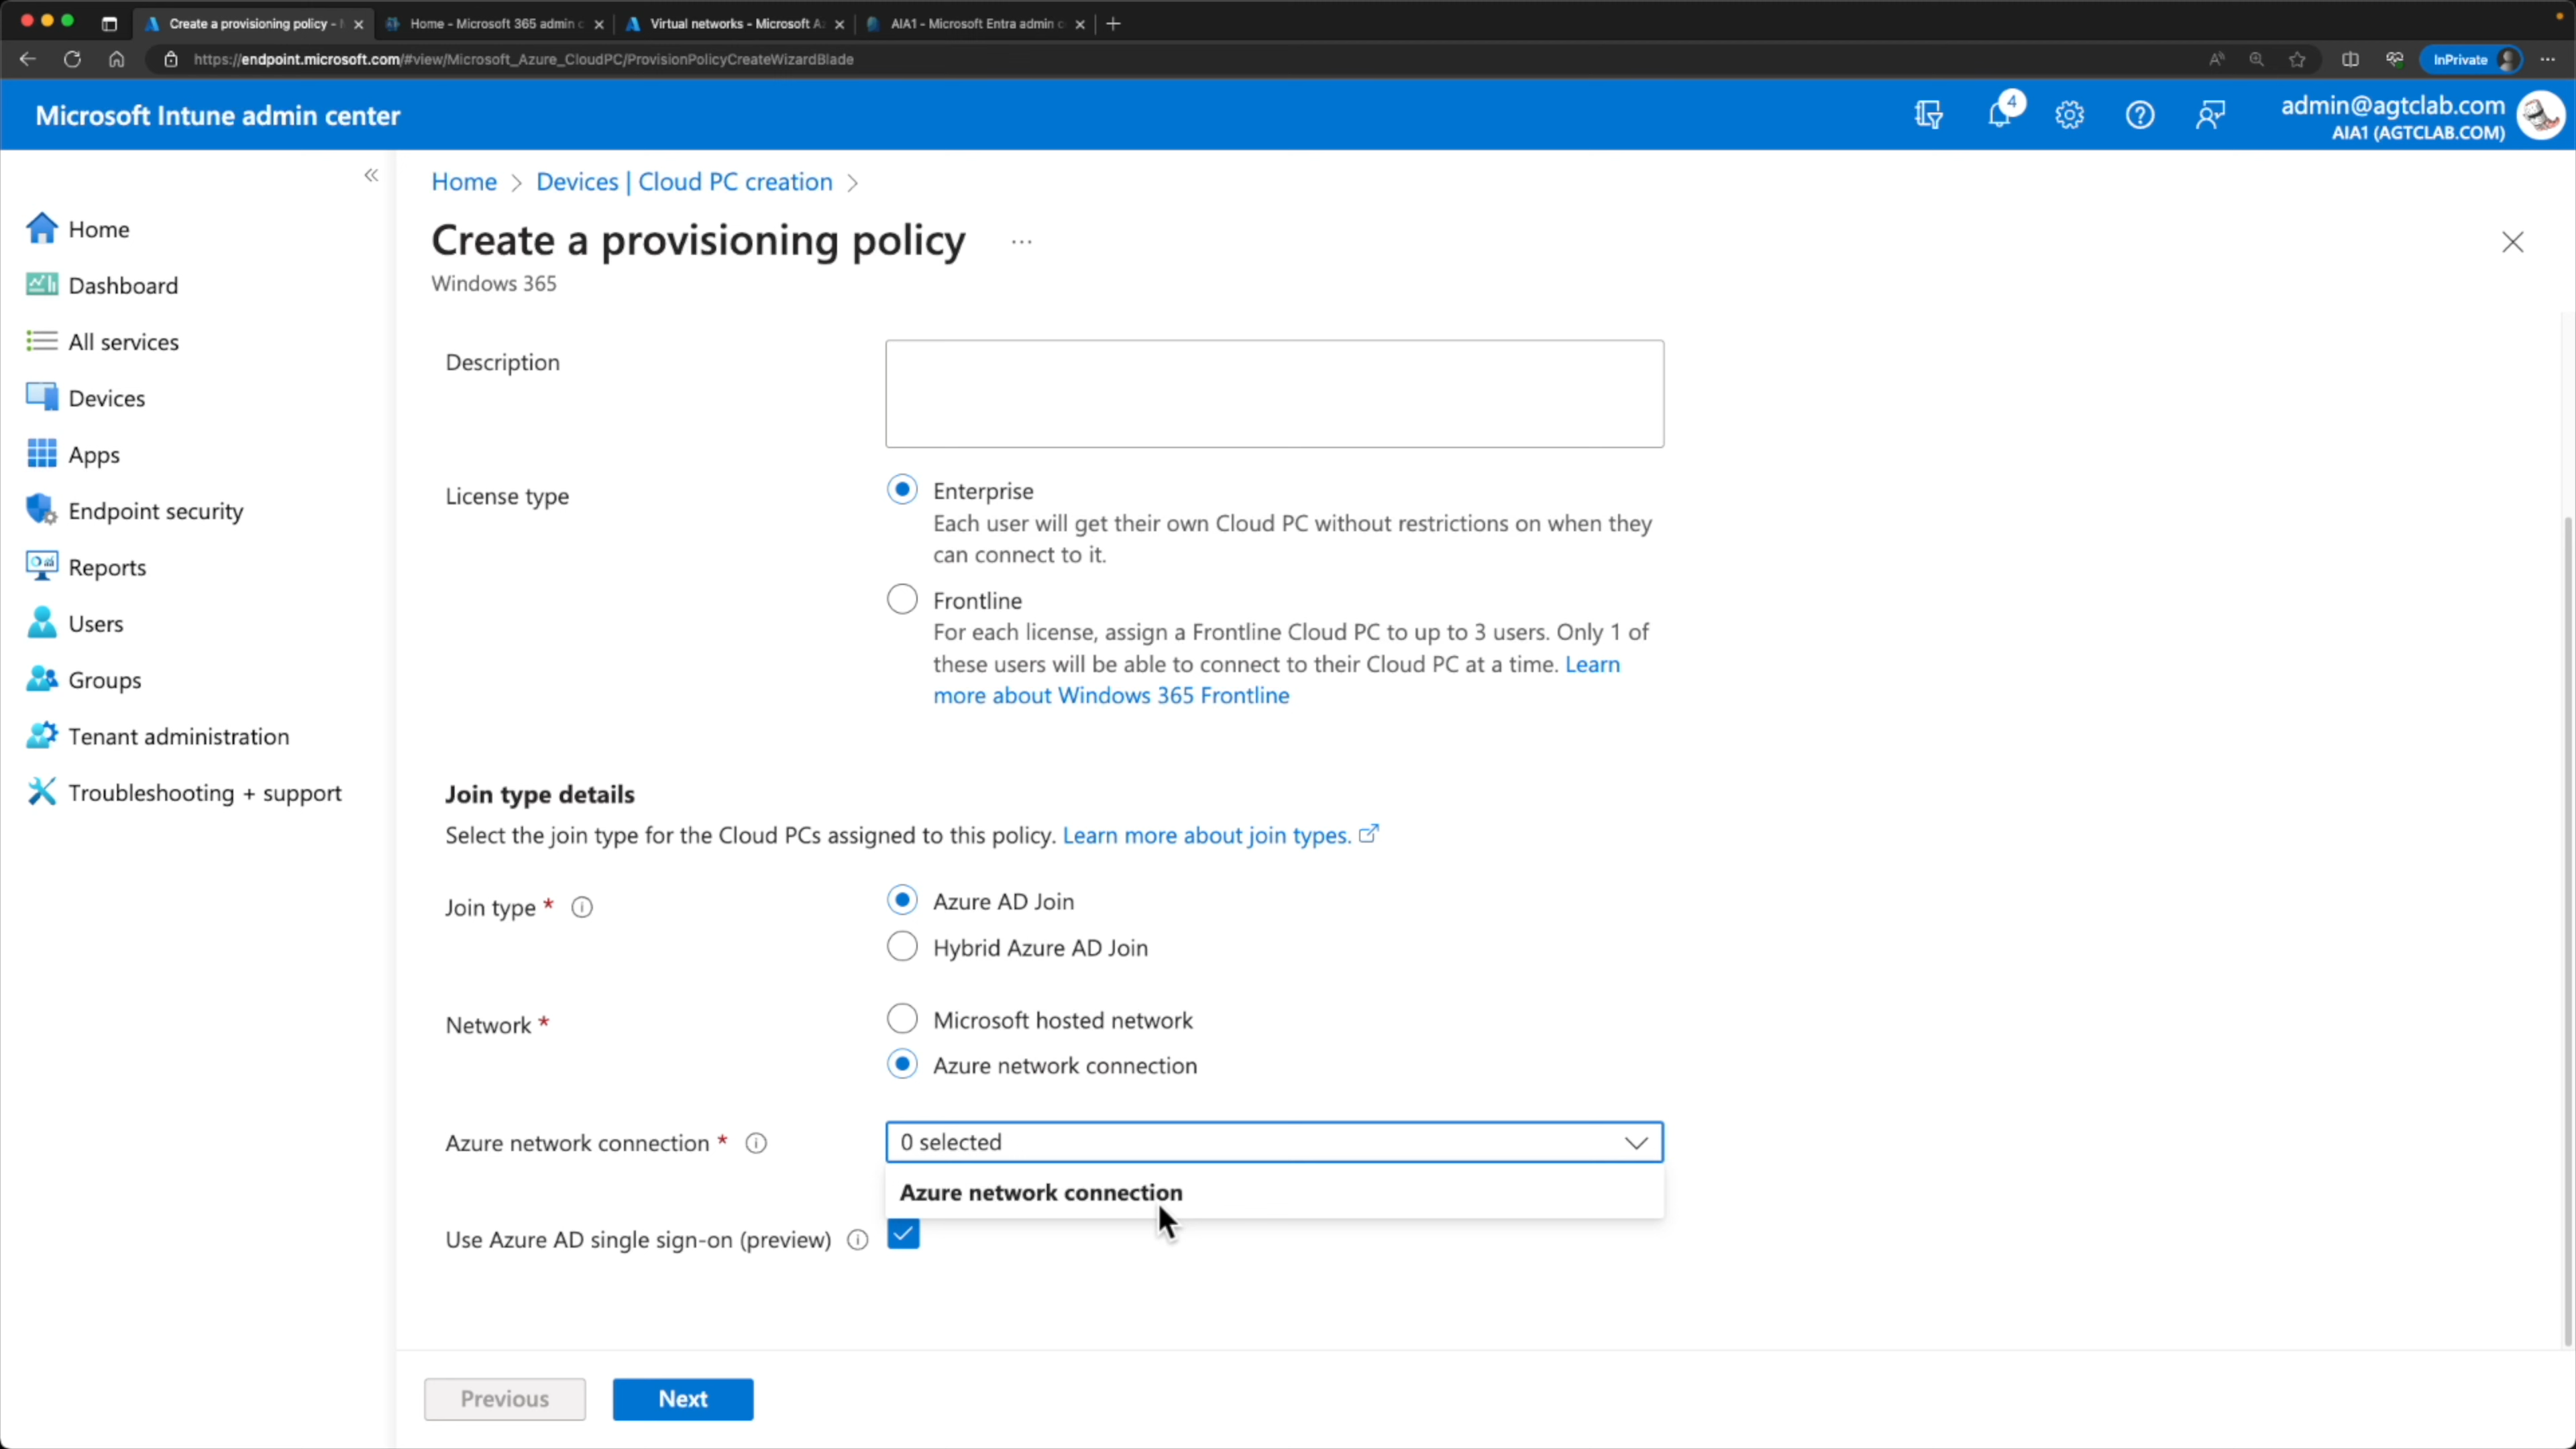 Create a provisioning policy - M
Home - Microsoft 365 admin c
Virtual networks - Microsoft A
AIA1 - Microsoft Entra admin c
https://endpoint.microsoft.com/#view/Microsoft_Azure_CloudPC/ProvisionPolicyCreateWizardBlade
InPrivate
Microsoft Intune admin center
4
admin@agtclab.com
AIA1 (AGTCLAB.COM)
Home
Dashboard
All services
Devices
Apps
Endpoint security
Reports
Users
Groups
Tenant administration
Troubleshooting + support
Home > Devices | Cloud PC creation >
Create a provisioning policy ...
Windows 365
Description
License type
Enterprise
Each user will get their own Cloud PC without restrictions on when they
can connect to it.
Frontline
For each license, assign a Frontline Cloud PC to up to 3 users. Only 1 of
these users will be able to connect to their Cloud PC at a time. Learn
more about Windows 365 Frontline
Join type details
Select the join type for the Cloud PCs assigned to this policy. Learn more about join types.
Join type *
Azure AD Join
Hybrid Azure AD Join
Network *
Microsoft hosted network
Azure network connection
Azure network connection *
0 selected
Azure network connection
Use Azure AD single sign-on (preview)
Previous
Next